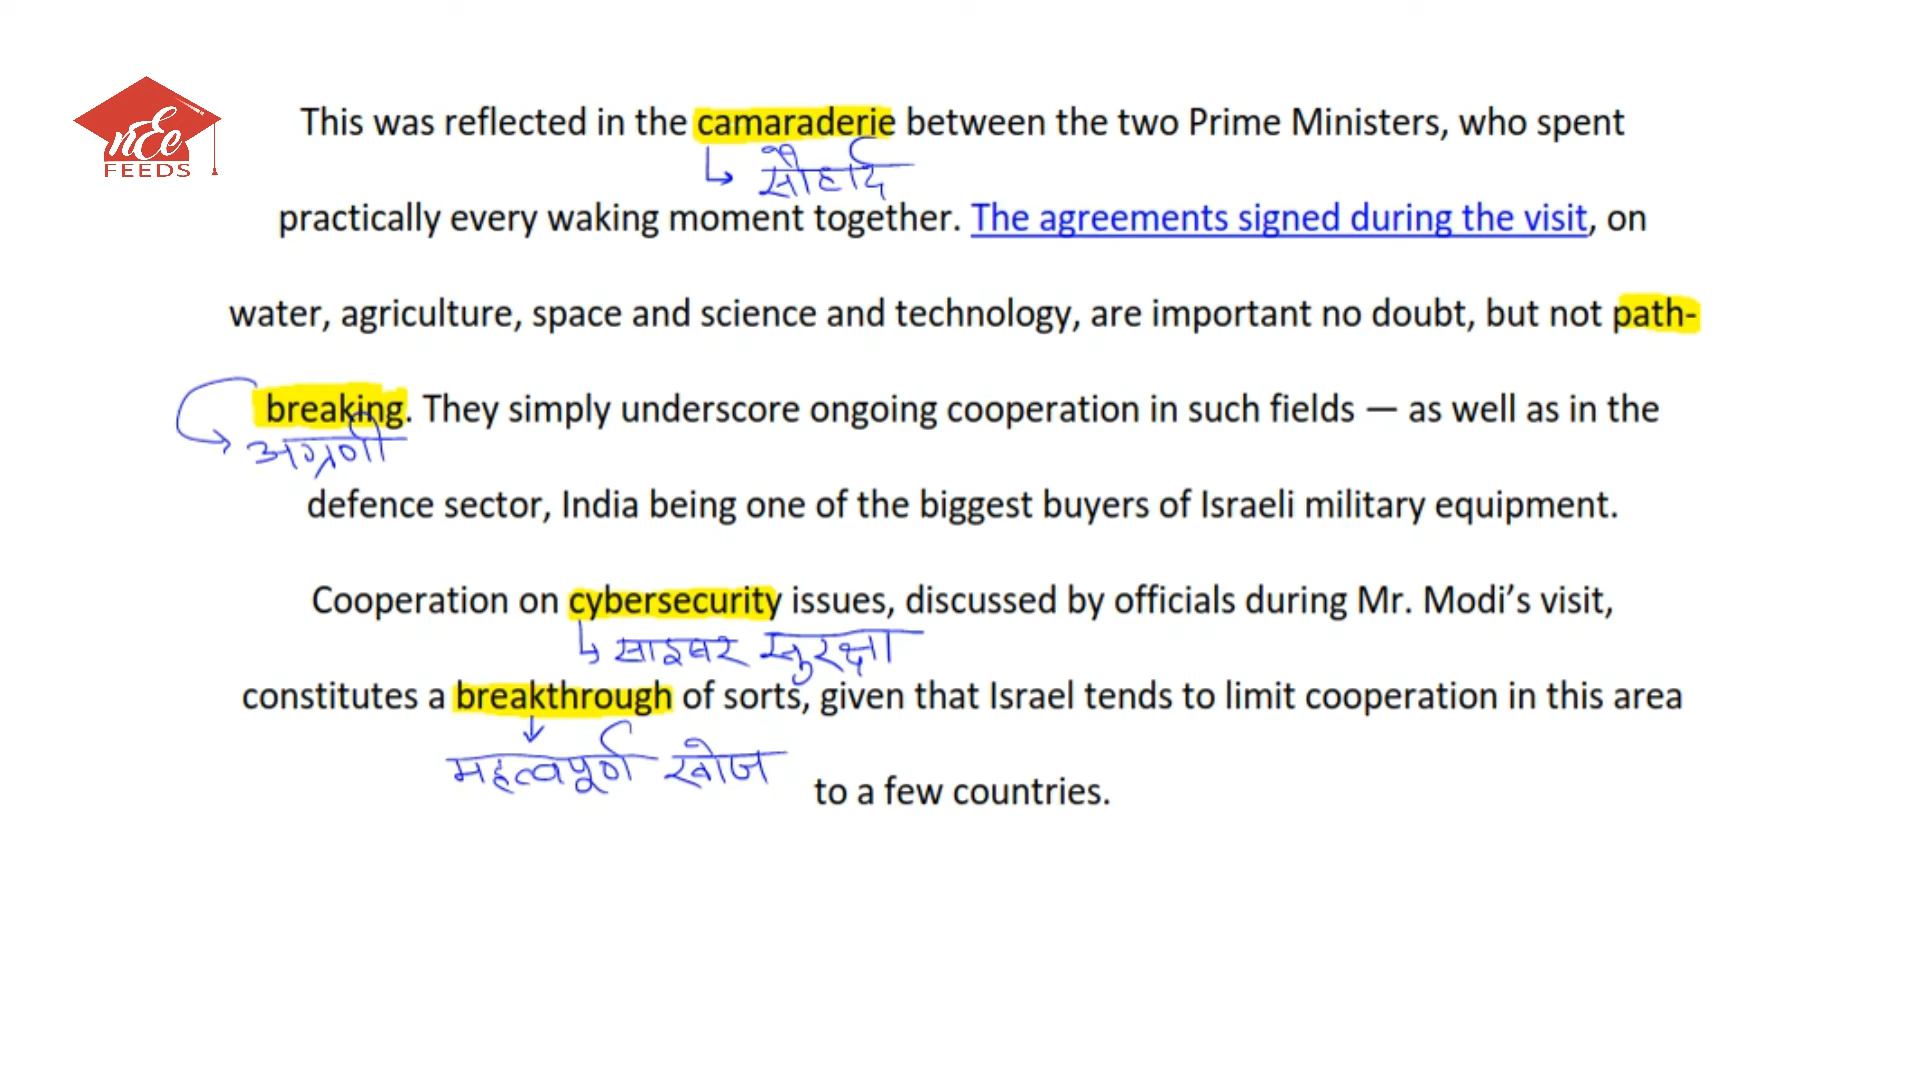 nEe
FEEDS
This was reflected in the camaraderie between the two Prime Ministers, who spent
सौहार्द
practically every waking moment together. The agreements signed during the visit, on
water, agriculture, space and science and technology, are important no doubt, but not path-
breaking. They simply underscore ongoing cooperation in such fields — as well as in the
अग्रणी
defence sector, India being one of the biggest buyers of Israeli military equipment.
Cooperation on cybersecurity issues, discussed by officials during Mr. Modi’s visit,
साइबर सुरक्षा
constitutes a breakthrough of sorts, given that Israel tends to limit cooperation in this area
महत्वपूर्ण खोज
to a few countries.